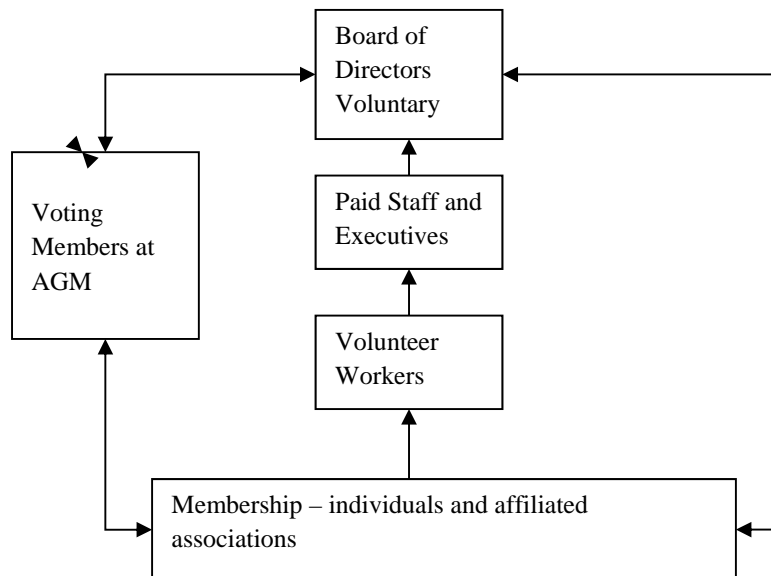 Board of
Directors
Voluntary
Paid Staff and
Executives
Voting
Members at
AGM
Volunteer
Workers
Membership – individuals and affiliated
associations